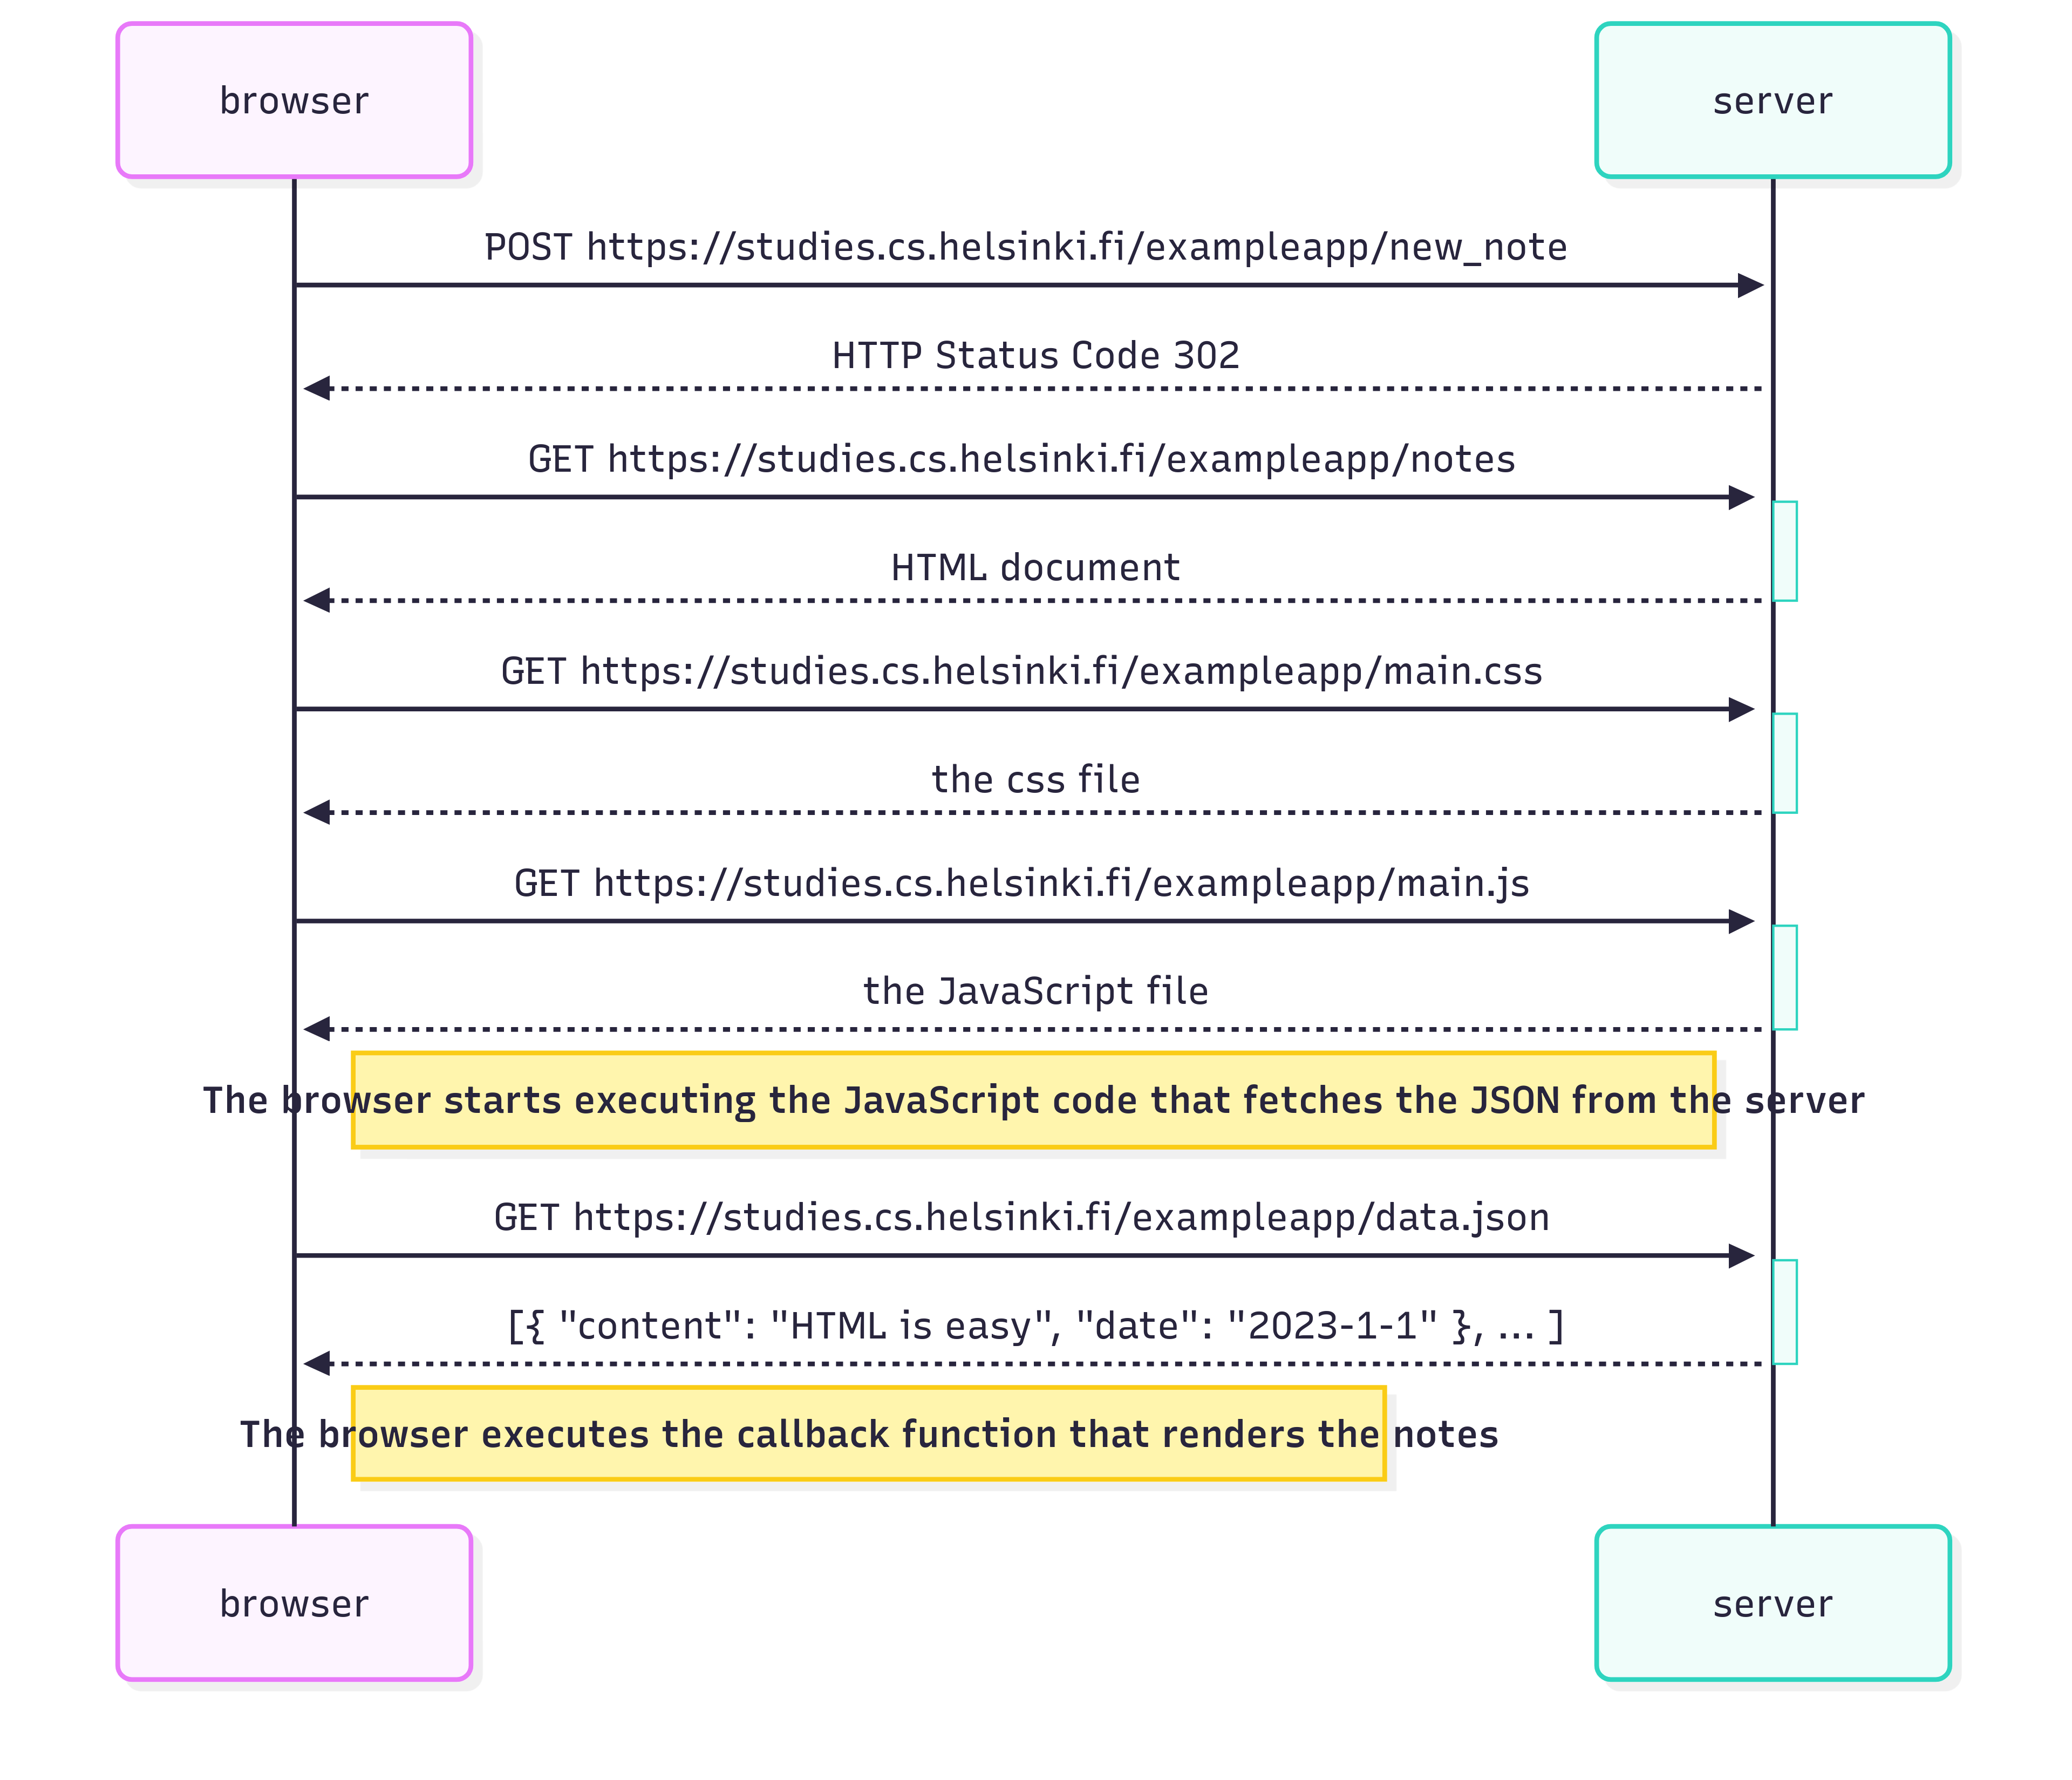 browser
server
POST https://studies.cs.helsinki.fi/exampleapp/new_note
HTTP Status Code 302
GET https://studies.cs.helsinki.fi/exampleapp/notes
HTML document
GET https://studies.cs.helsinki.fi/exampleapp/main.css
the css file
GET https://studies.cs.helsinki.fi/exampleapp/main.js
the JavaScript file
The browser starts executing the JavaScript code that fetches the JSON from the server
GET https://studies.cs.helsinki.fi/exampleapp/data.json
[{ "content": "HTML is easy", "date": "2023-1-1" }, ... ]
The browser executes the callback function that renders the notes
browser
server